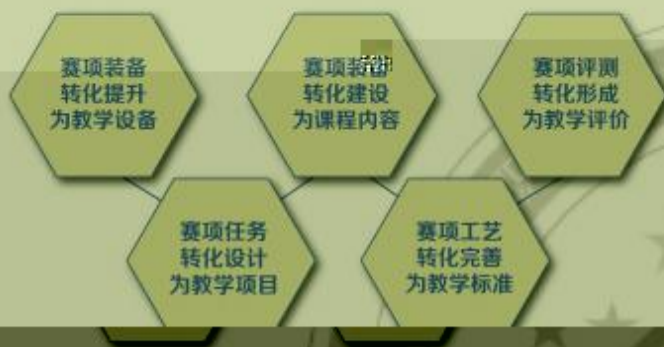 赛项装备
转化提升
为教学设备
赛项装
转化建设
为课程内容
赛项评测
转化形成
为教学评价
赛项任务
转化设计
为教学项目
赛项工艺
转化完善
为教学标准